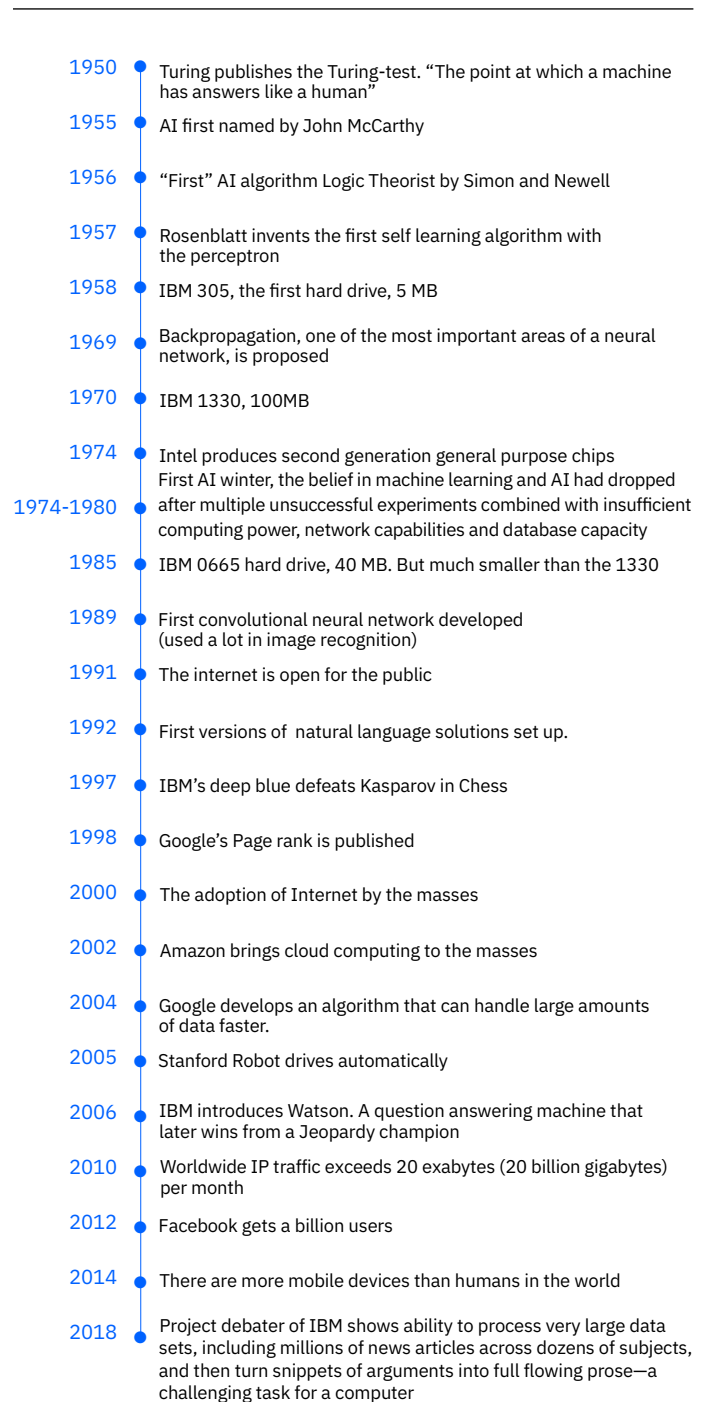 1950
Turing publishes the Turing-test. “The point at which a machine
has answers like a human”
1955
AI first named by John McCarthy
1956
“First” AI algorithm Logic Theorist by Simon and Newell
1957
Rosenblatt invents the first self learning algorithm with
the perceptron
1958
IBM 305, the first hard drive, 5 MB
1969
Backpropagation, one of the most important areas of a neural
network, is proposed
1970
IBM 1330, 100MB
1974
Intel produces second generation general purpose chips
1974-1980
First AI winter, the belief in machine learning and AI had dropped
after multiple unsuccessful experiments combined with insufficient
computing power, network capabilities and database capacity
1985
IBM 0665 hard drive, 40 MB. But much smaller than the 1330
1989
First convolutional neural network developed
(used a lot in image recognition)
1991
The internet is open for the public
1992
First versions of  natural language solutions set up.
1997
IBM’s deep blue defeats Kasparov in Chess
1998
Google’s Page rank is published
2000
The adoption of Internet by the masses
2002
Amazon brings cloud computing to the masses
2004
Google develops an algorithm that can handle large amounts
of data faster.
2005
Stanford Robot drives automatically
2006
IBM introduces Watson. A question answering machine that
later wins from a Jeopardy champion
2010
Worldwide IP traffic exceeds 20 exabytes (20 billion gigabytes)
per month
2012
Facebook gets a billion users
2014
There are more mobile devices than humans in the world
2018
Project debater of IBM shows ability to process very large data
sets, including millions of news articles across dozens of subjects,
and then turn snippets of arguments into full flowing prose—a
challenging task for a computer